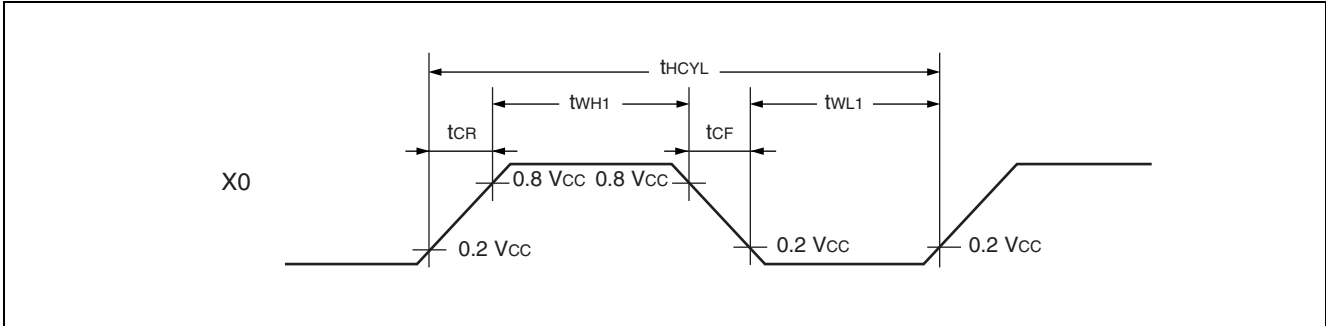 tHCYL
tWH1
tWL1
tCR
tCF
X0
0.8 VCC 0.8 VCC
0.2 VCC
0.2 VCC
0.2 VCC